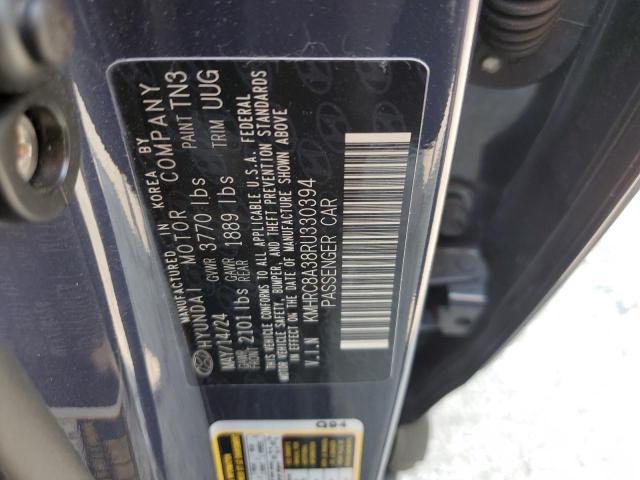 MANUFACTURED IN KOREA BY
HYUNDAI MOTOR COMPANY
MAY/14/24 GVWR 3770 lbs PAINT TN3
GAWR FRONT 2101 lbs GAWR REAR 1889 lbs TRIM UUG
THIS VEHICLE CONFORMS TO ALL APPLICABLE U.S.A. FEDERAL
MOTOR VEHICLE SAFETY, BUMPER, AND THEFT PREVENTION STANDARDS
IN EFFECT ON THE DATE OF MANUFACTURE SHOWN ABOVE
V.I.N KMHRC8A38RU330394
PASSENGER CAR
Q94